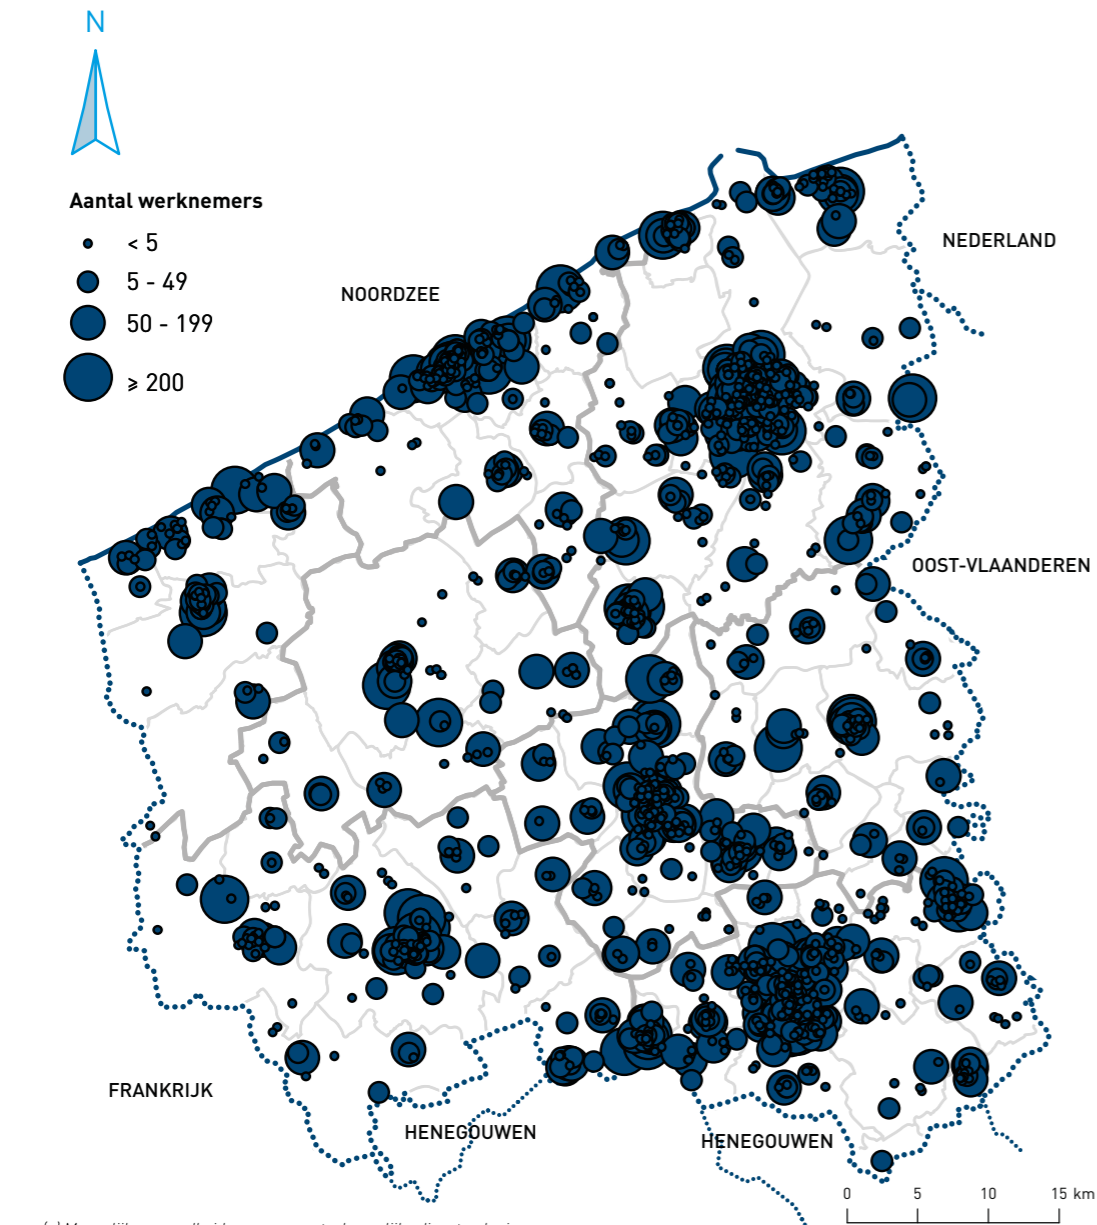 N
Aantal werknemers
< 5
5 - 49
50 - 199
⩾ 200
NOORDZEE
NEDERLAND
OOST-VLAANDEREN
FRANKRIJK
HENEGOUWEN
HENEGOUWEN
0 5 10 15 km